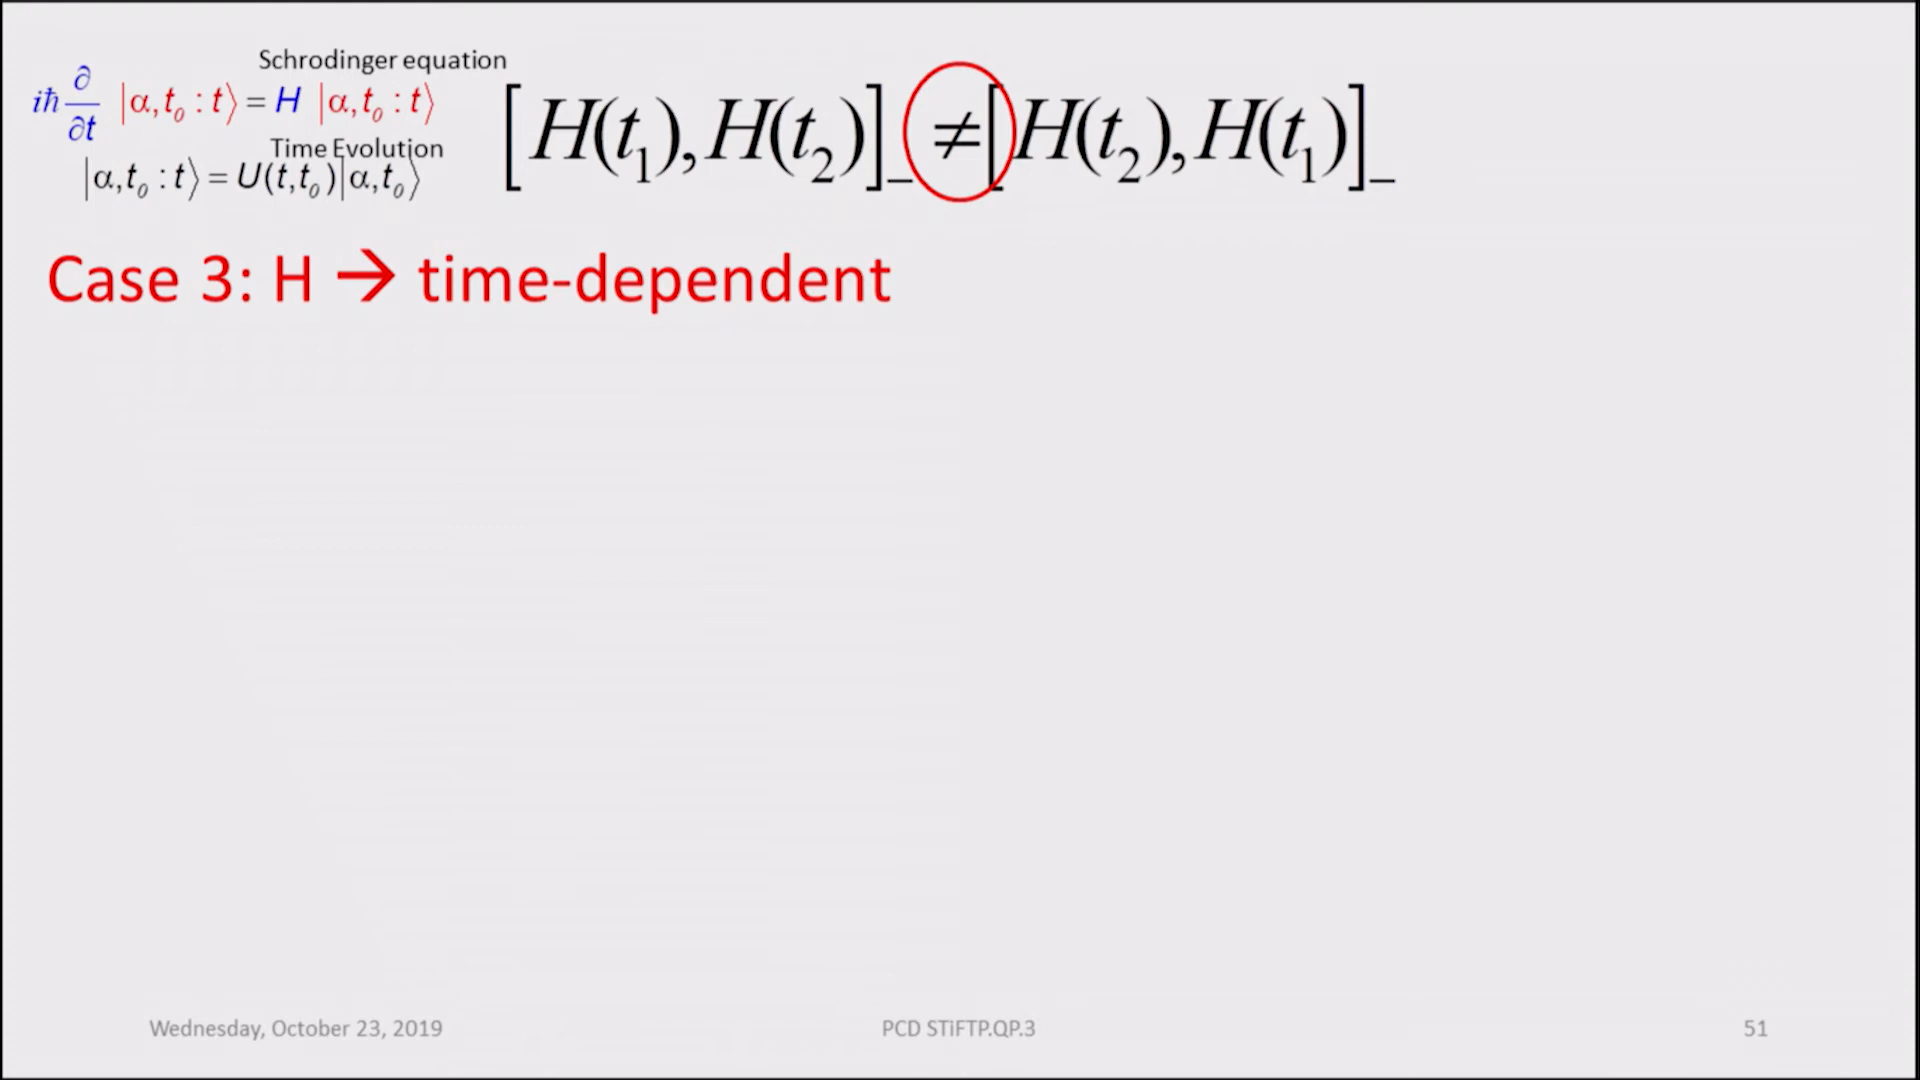 Schrodinger equation
iħ ∂/∂t |α,t₀ : t⟩ = H |α,t₀ : t⟩
Time Evolution
|α,t₀ : t⟩ = U(t,t₀)|α,t₀⟩
[H(t₁),H(t₂)]₋ ≠ [H(t₂),H(t₁)]₋
Case 3: H → time-dependent
Wednesday, October 23, 2019
PCD STiFTP.QP.3
51